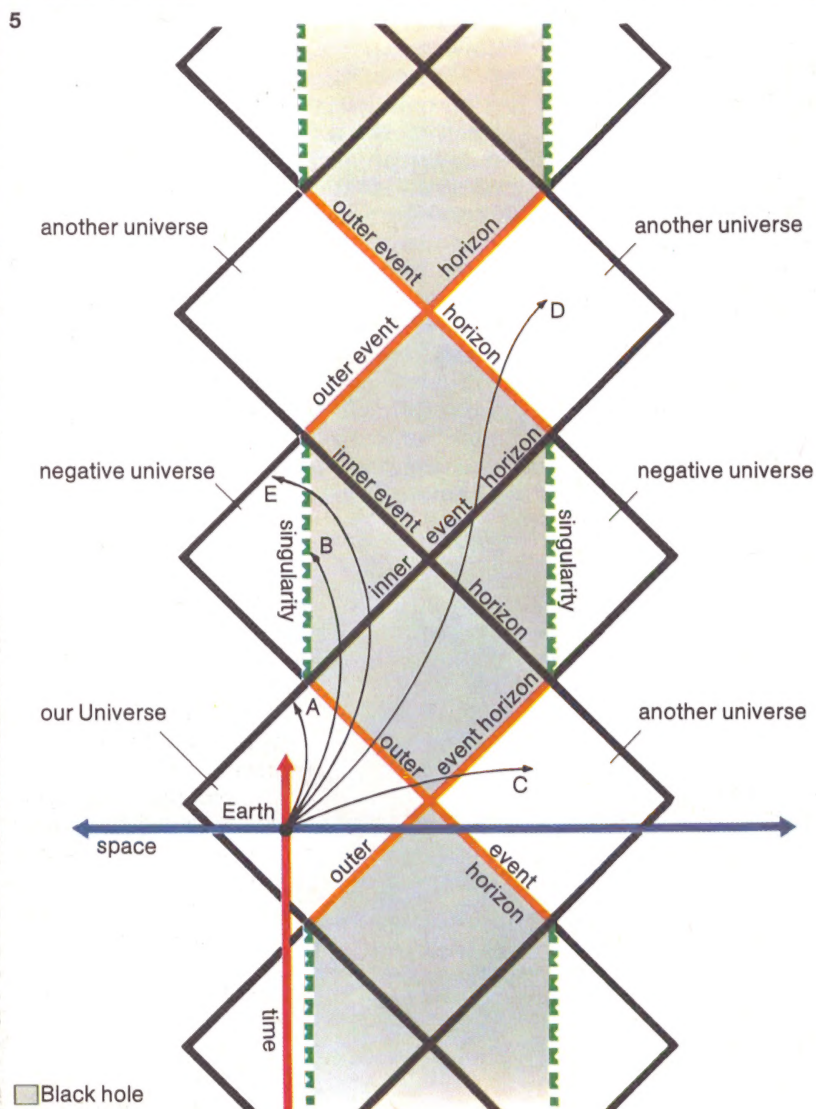 5
another universe
another universe
outer event
horizon
outer event
horizon
D
negative universe
negative universe
inner event
event horizon
E
B
singularity
singularity
inner
horizon
our Universe
another universe
A
outer
event horizon
C
Earth
space
outer
event
horizon
time
Black hole